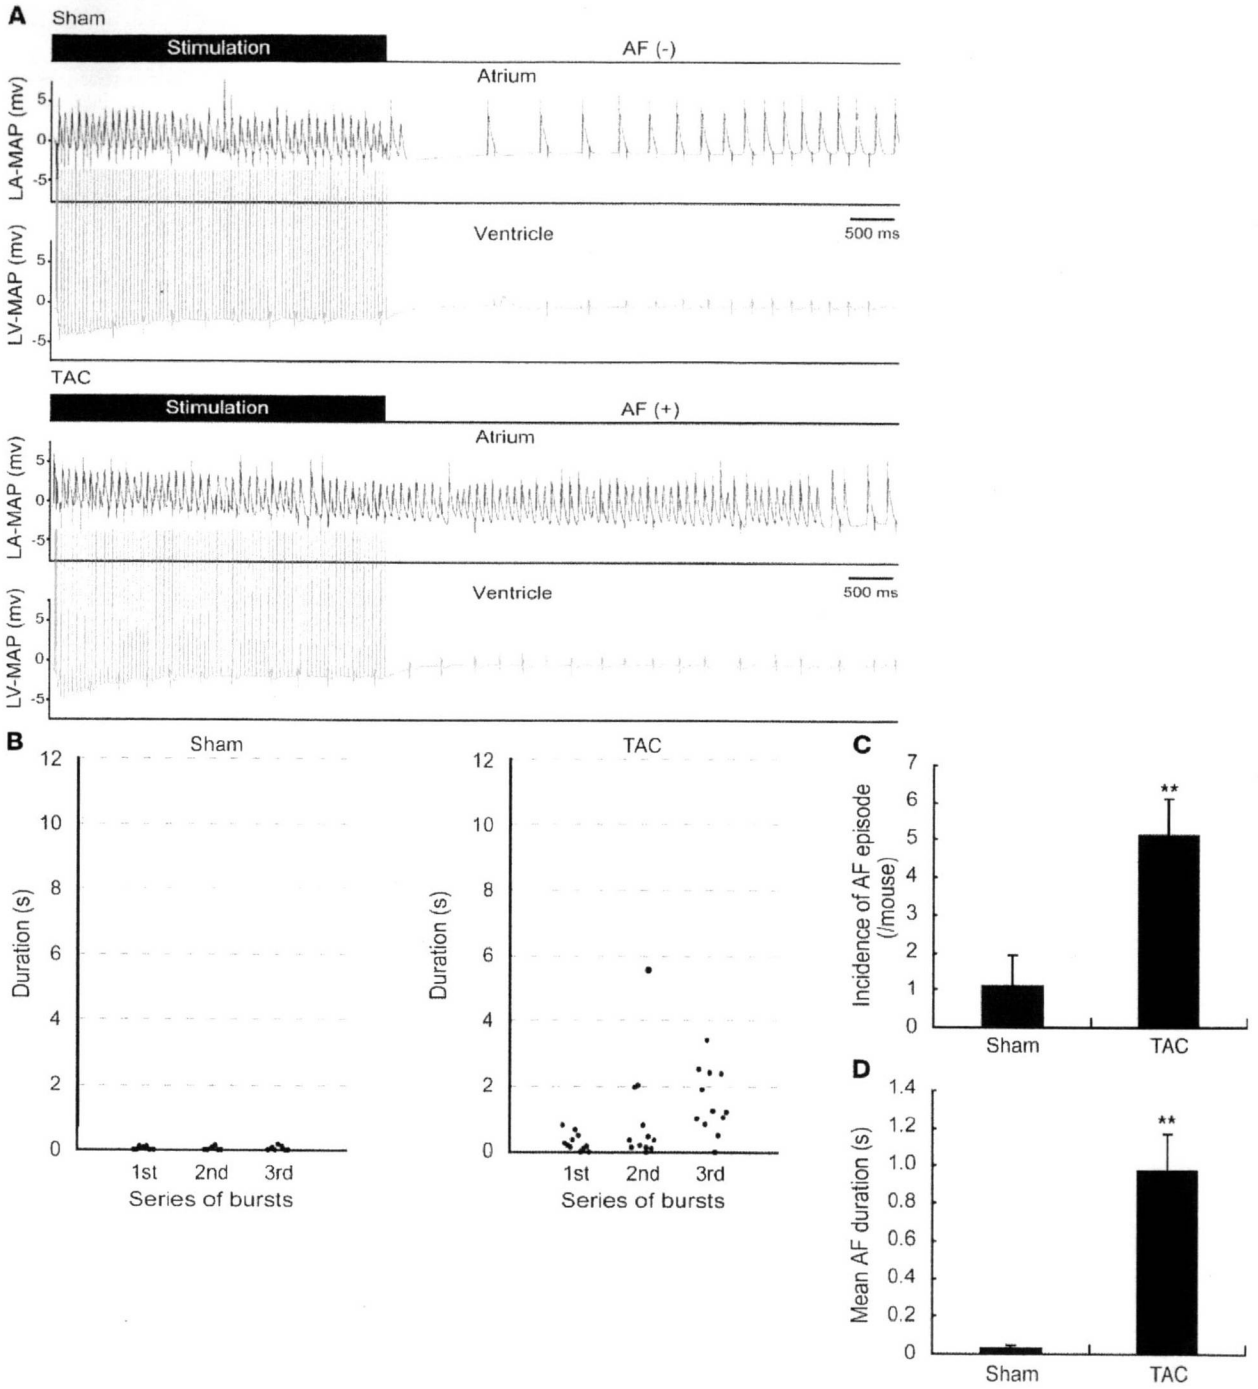 A
Sham
Stimulation
AF (-)
Atrium
LA-MAP (mv)
5
0
-5
500 ms
Ventricle
LV-MAP (mv)
5
0
-5
TAC
Stimulation
AF (+)
Atrium
LA-MAP (mv)
5
0
-5
500 ms
Ventricle
LV-MAP (mv)
5
0
-5
B
Sham
12
10
8
6
4
2
0
Duration (s)
1st 2nd 3rd
Series of bursts
TAC
12
10
8
6
4
2
0
Duration (s)
1st 2nd 3rd
Series of bursts
C
7
6
5
4
3
2
1
0
Incidence of AF episode
(/mouse)
**
Sham TAC
D
1.4
1.2
1.0
0.8
0.6
0.4
0.2
0
Mean AF duration (s)
**
Sham TAC